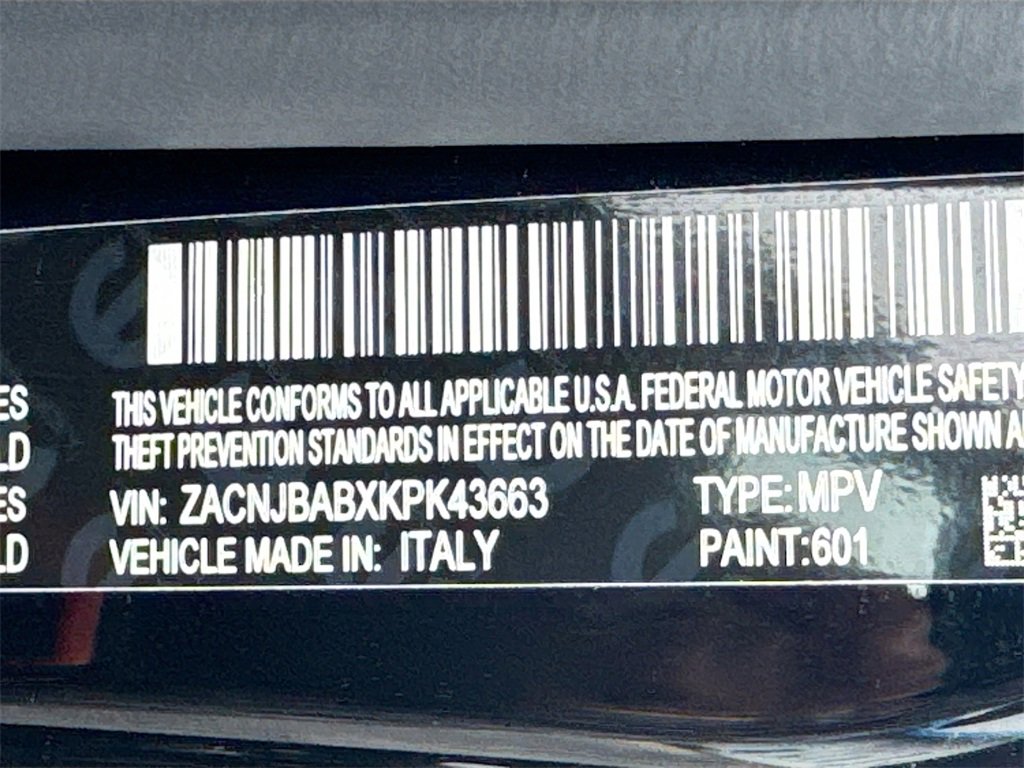 THIS VEHICLE CONFORMS TO ALL APPLICABLE U.S.A. FEDERAL MOTOR VEHICLE SAFETY
ES
THEFT PREVENTION STANDARDS IN EFFECT ON THE DATE OF MANUFACTURE SHOWN A
LD
VIN: ZACNJBABXKPK43663 TYPE: MPV
ES
VEHICLE MADE IN: ITALY PAINT: 601
LD